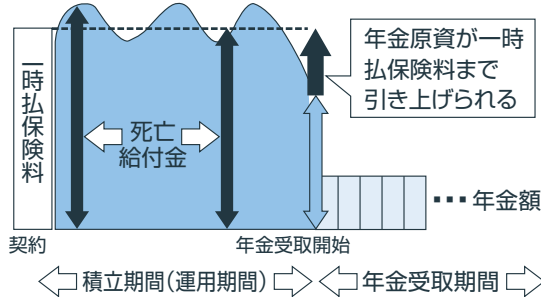 年金原資が一時
払保険料まで
引き上げられる
一時払保険料
死亡
給付金
… 年金額
契約
年金受取開始
積立期間(運用期間)
年金受取期間